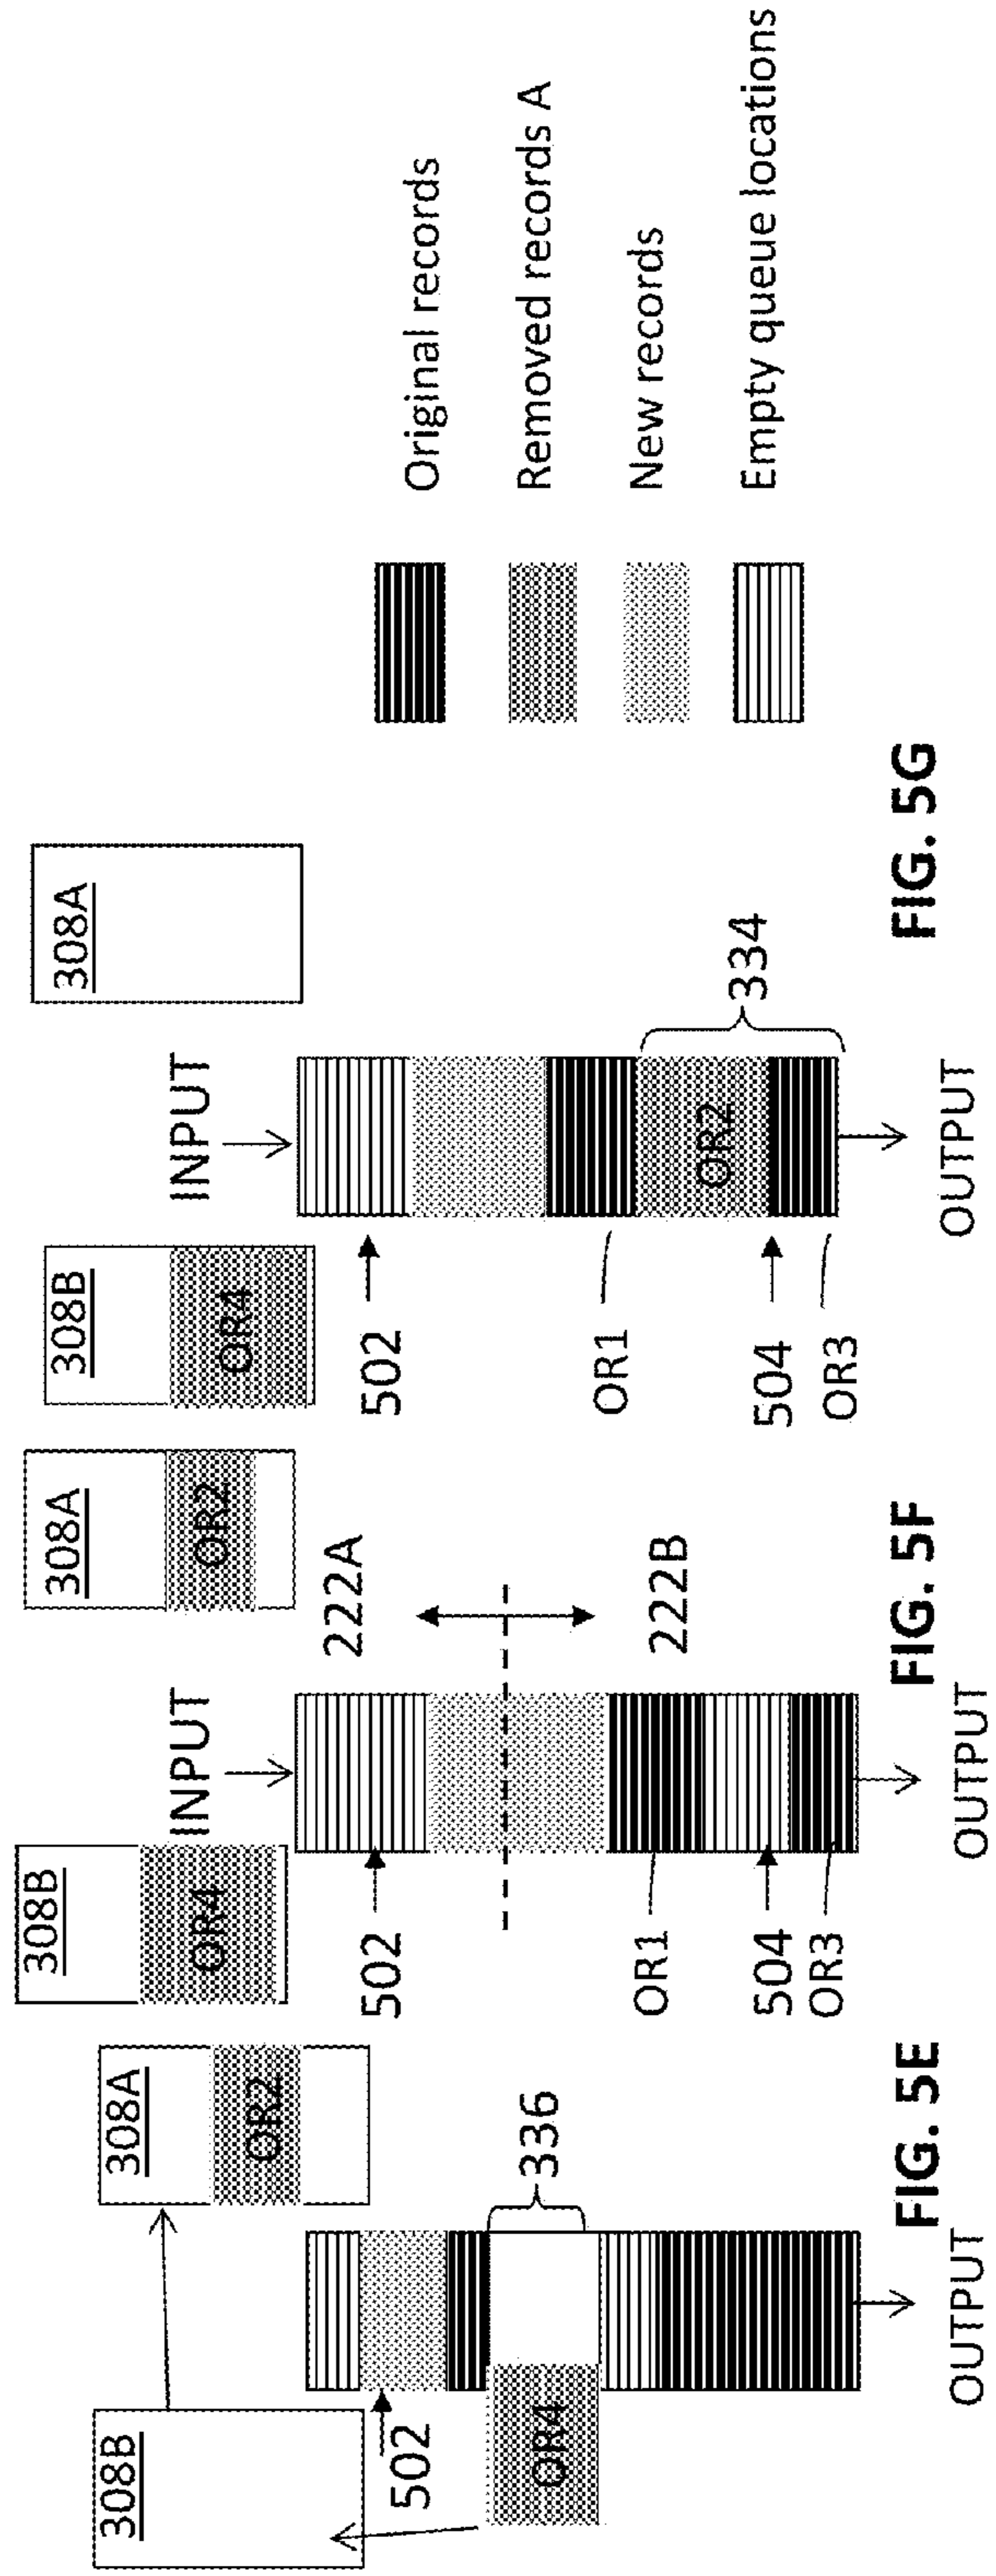 308B
308A
502
OR4
OR2
336
OUTPUT
FIG. 5E
308B
OR4
INPUT
308A
OR2
502
222A
222B
OR1
504
OR3
OUTPUT
FIG. 5F
308B
OR4
INPUT
308A
502
OR1
OR2
334
504
OR3
OUTPUT
FIG. 5G
Original records
Removed records A
New records
Empty queue locations